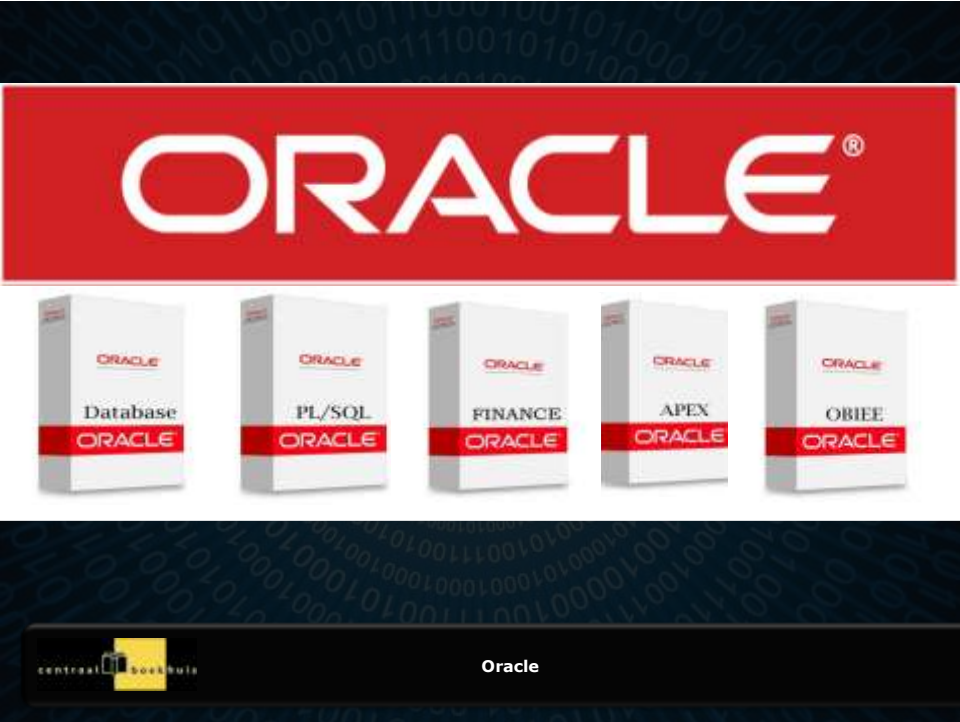 ORACLE®
ORACLE
Database
ORACLE
ORACLE
PL/SQL
ORACLE
ORACLE
FINANCE
ORACLE
ORACLE
APEX
ORACLE
ORACLE
OBIEE
ORACLE
centraal boekhuis
Oracle